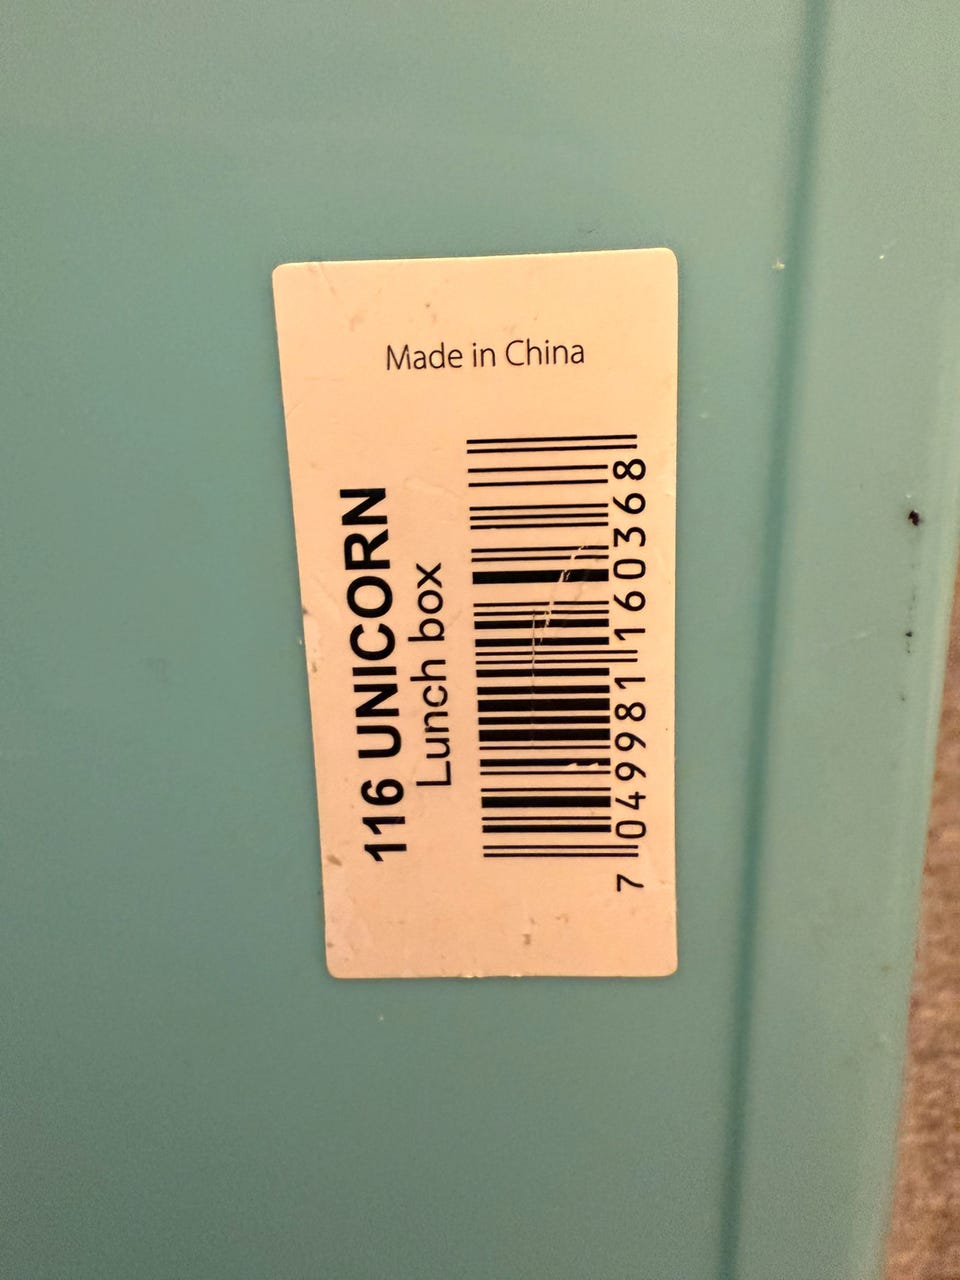 Made in China
116 UNICORN
Lunch box
7 049981 160368